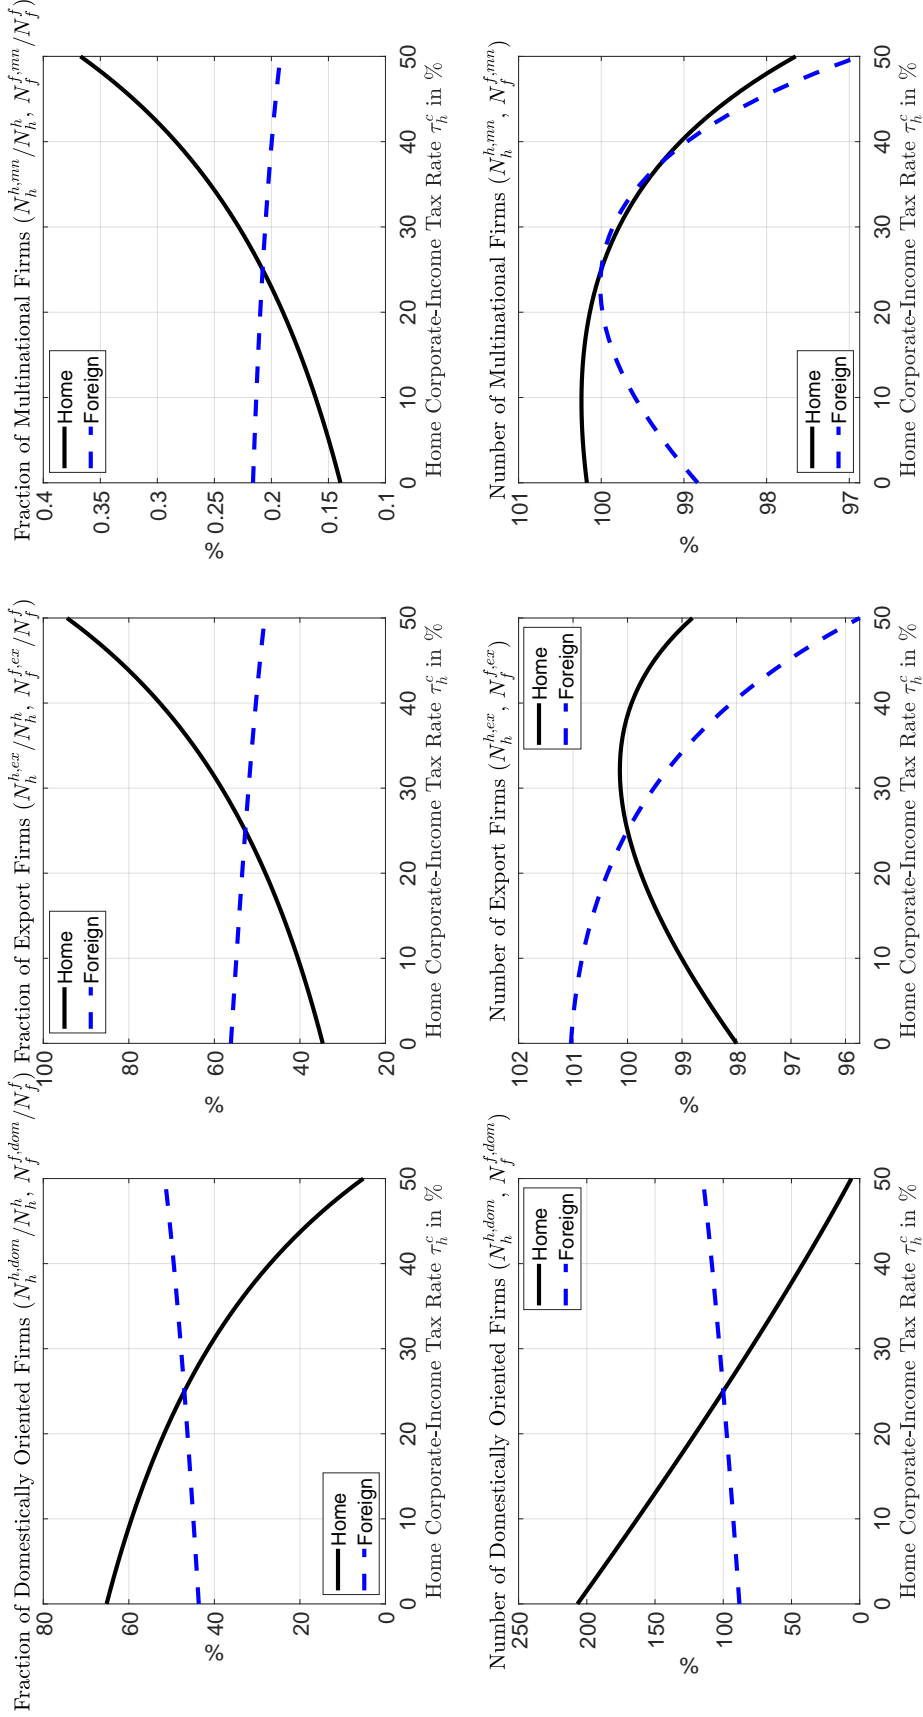 Fraction of Domestically Oriented Firms ($N_h^{h,dom}/N_h^h$, $N_f^{f,dom}/N_f^f$)
80
60
40
20
0
%
Home
Foreign
0 10 20 30 40 50
Home Corporate-Income Tax Rate $\tau_h^c$ in %
Fraction of Export Firms ($N_h^{h,ex}/N_h^h$, $N_f^{f,ex}/N_f^f$)
100
80
60
40
20
%
Home
Foreign
0 10 20 30 40 50
Home Corporate-Income Tax Rate $\tau_h^c$ in %
Fraction of Multinational Firms ($N_h^{h,mn}/N_h^h$, $N_f^{f,mn}/N_f^f$)
0.4
0.35
0.3
0.25
0.2
0.15
0.1
%
Home
Foreign
0 10 20 30 40 50
Home Corporate-Income Tax Rate $\tau_h^c$ in %
Number of Domestically Oriented Firms ($N_h^{h,dom}$, $N_f^{f,dom}$)
250
200
150
100
50
0
%
Home
Foreign
0 10 20 30 40 50
Home Corporate-Income Tax Rate $\tau_h^c$ in %
Number of Export Firms ($N_h^{h,ex}$, $N_f^{f,ex}$)
102
101
100
99
98
97
96
%
Home
Foreign
0 10 20 30 40 50
Home Corporate-Income Tax Rate $\tau_h^c$ in %
Number of Multinational Firms ($N_h^{h,mn}$, $N_f^{f,mn}$)
101
100
99
98
97
%
Home
Foreign
0 10 20 30 40 50
Home Corporate-Income Tax Rate $\tau_h^c$ in %